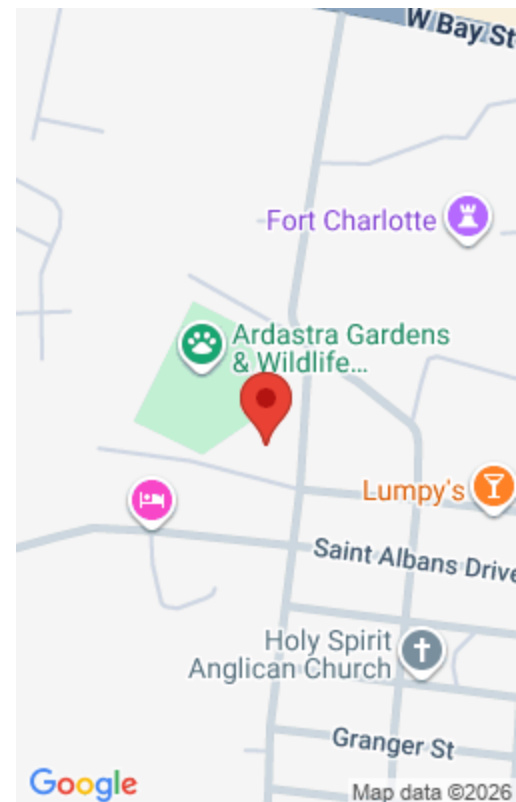 W Bay St
Fort Charlotte
Ardastra Gardens
& Wildlife...
Lumpy's
Saint Albans Drive
Holy Spirit
Anglican Church
Granger St
Google
Map data ©2026